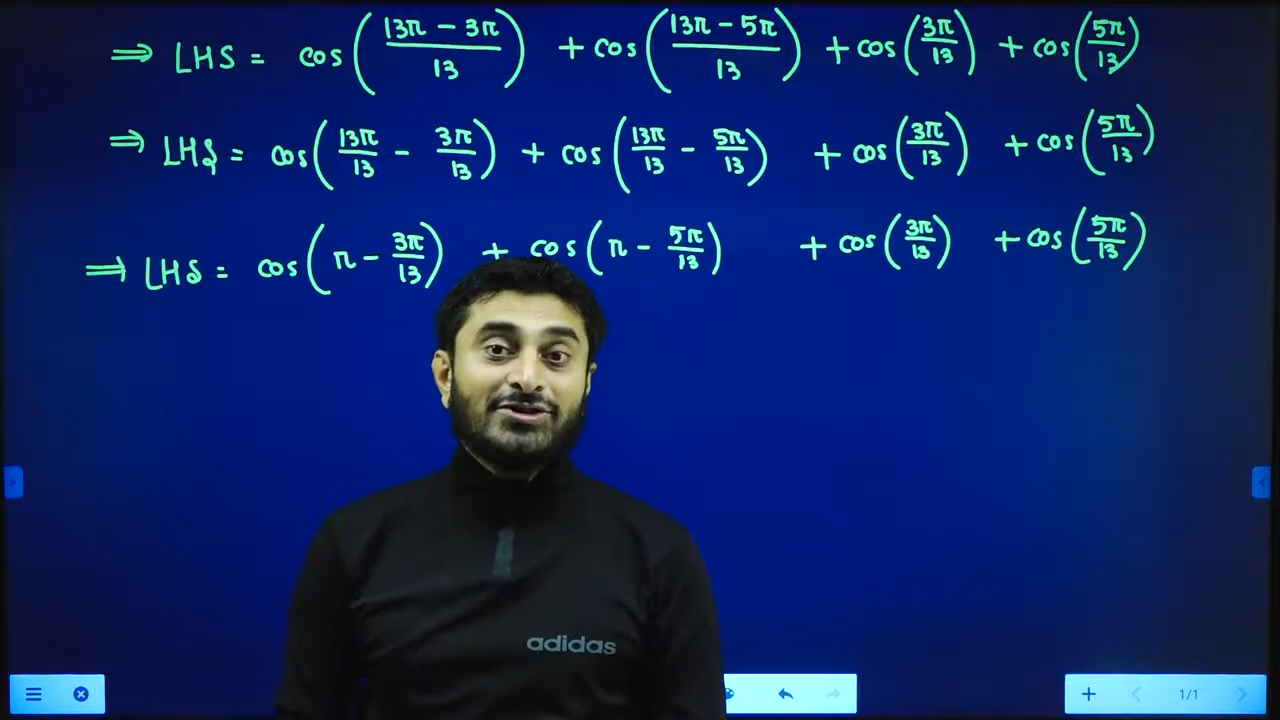 ⇒ LHS = cos((13π − 3π)/13) + cos((13π − 5π)/13) + cos(3π/13) + cos(5π/13)
⇒ LHS = cos(13π/13 − 3π/13) + cos(13π/13 − 5π/13) + cos(3π/13) + cos(5π/13)
⇒ LHS = cos(π − 3π/13) + cos(π − 5π/13) + cos(3π/13) + cos(5π/13)
adidas
1/1